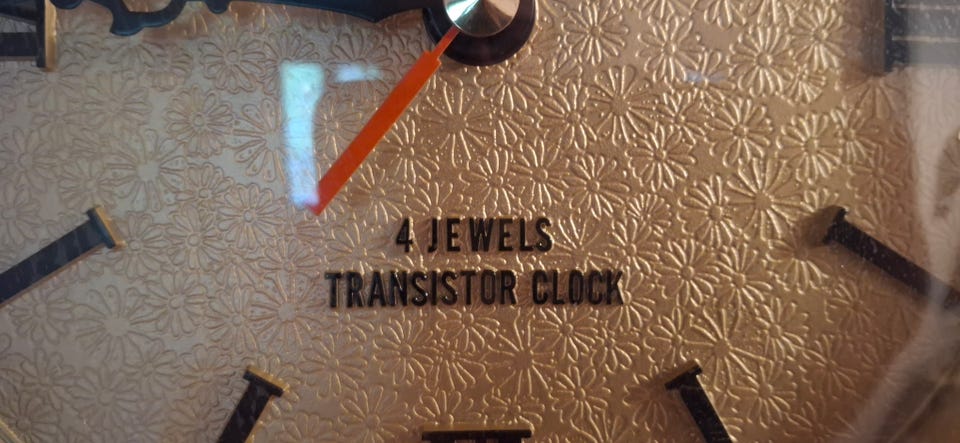 4 JEWELS
TRANSISTOR CLOCK